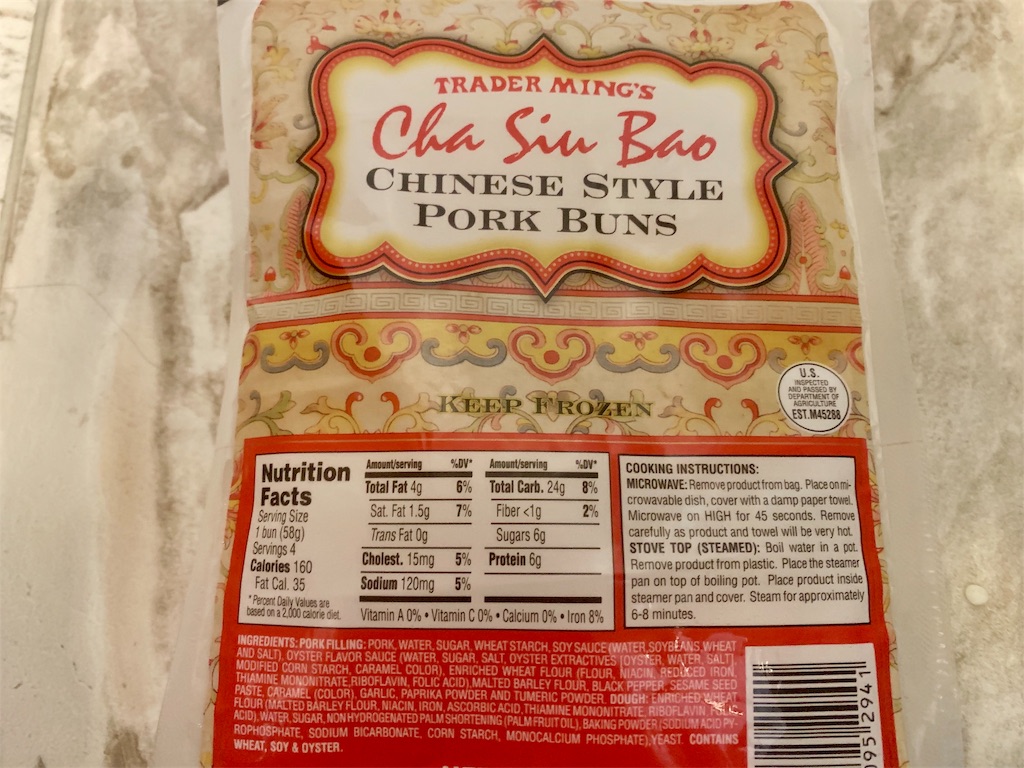 TRADER MING'S
Cha Siu Bao
CHINESE STYLE
PORK BUNS
U.S.
INSPECTED
AND PASSED BY
DEPARTMENT OF
AGRICULTURE
EST.M45288
KEEP FROZEN
Nutrition
Facts
Serving Size
1 bun (58g)
Servings 4
Calories 160
Fat Cal. 35
*Percent Daily Values are
based on a 2,000 calorie diet.
Amount/serving %DV*
Total Fat 4g 6%
Sat. Fat 1.5g 7%
Trans Fat 0g
Cholest. 15mg 5%
Sodium 120mg 5%
Amount/serving %DV*
Total Carb. 24g 8%
Fiber <1g 2%
Sugars 6g
Protein 6g
Vitamin A 0% • Vitamin C 0% • Calcium 0% • Iron 8%
COOKING INSTRUCTIONS:
MICROWAVE: Remove product from bag. Place on mi-
crowavable dish, cover with a damp paper towel.
Microwave on HIGH for 45 seconds. Remove
carefully as product and towel will be very hot.
STOVE TOP (STEAMED): Boil water in a pot.
Remove product from plastic. Place the steamer
pan on top of boiling pot. Place product inside
steamer pan and cover. Steam for approximately
6-8 minutes.
INGREDIENTS: PORK FILLING: PORK, WATER, SUGAR, WHEAT STARCH, SOY SAUCE (WATER, SOYBEANS, WHEAT
AND SALT), OYSTER FLAVOR SAUCE (WATER, SUGAR, SALT, OYSTER EXTRACTIVES [OYSTER, WATER, SALT],
MODIFIED CORN STARCH, CARAMEL COLOR), ENRICHED WHEAT FLOUR (FLOUR, NIACIN, REDUCED IRON,
THIAMINE MONONITRATE, RIBOFLAVIN, FOLIC ACID), MALTED BARLEY FLOUR, BLACK PEPPER, SESAME SEED
PASTE, CARAMEL (COLOR), GARLIC, PAPRIKA POWDER AND TUMERIC POWDER. DOUGH: ENRICHED WHEAT
FLOUR (MALTED BARLEY FLOUR, NIACIN, IRON, ASCORBIC ACID, THIAMINE MONONITRATE, RIBOFLAVIN, FOLIC
ACID), WATER, SUGAR, NON HYDROGENATED PALM SHORTENING (PALM FRUIT OIL), BAKING POWDER (SODIUM ACID PY-
ROPHOSPHATE, SODIUM BICARBONATE, CORN STARCH, MONOCALCIUM PHOSPHATE), YEAST. CONTAINS
WHEAT, SOY & OYSTER.